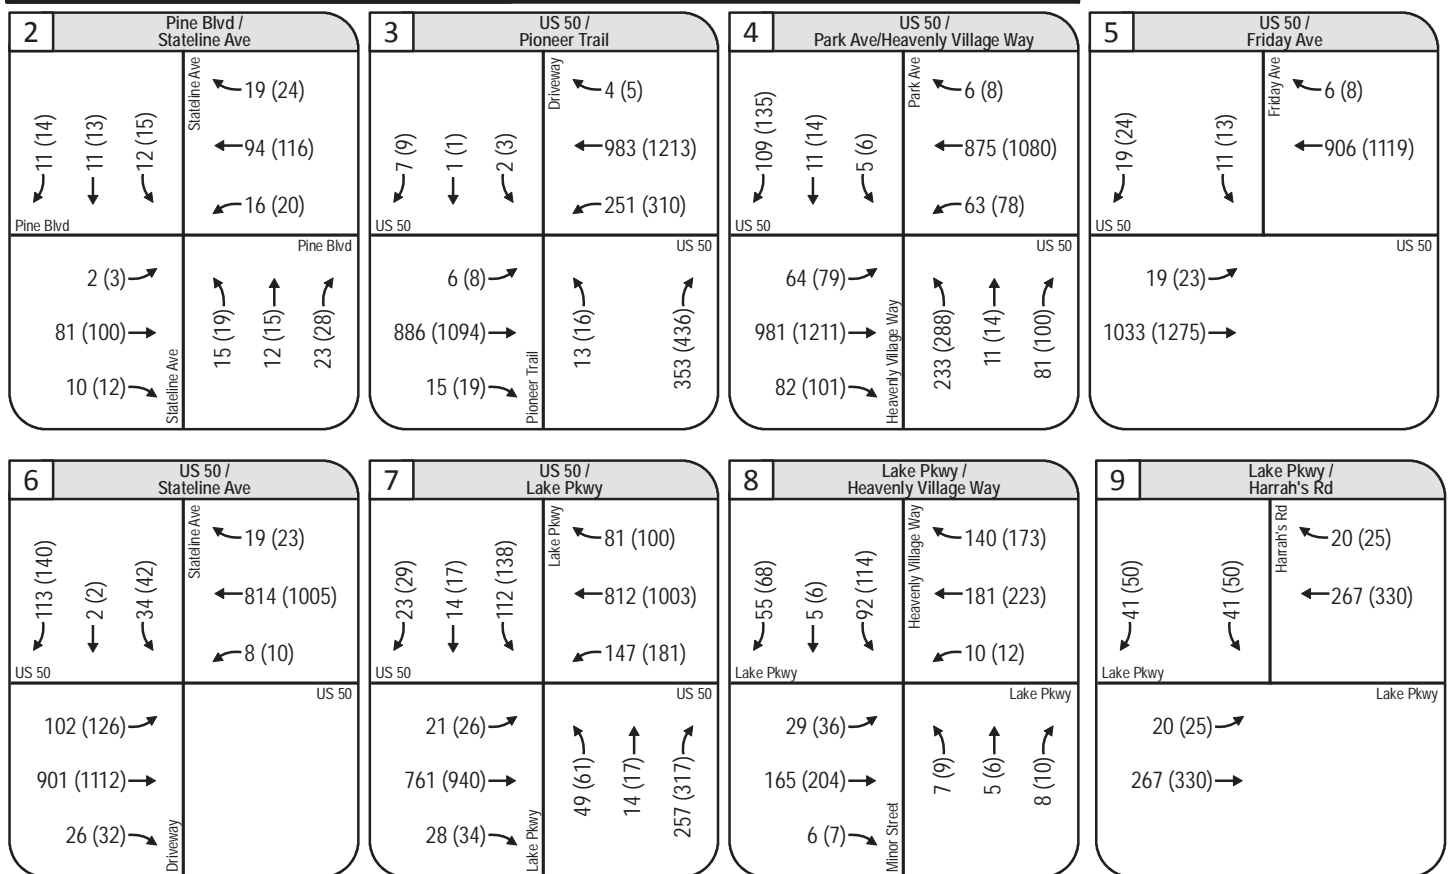 2
Pine Blvd /
Stateline Ave
Stateline Ave
11 (14)
11 (13)
12 (15)
19 (24)
94 (116)
16 (20)
Pine Blvd
Pine Blvd
2 (3)
81 (100)
10 (12)
Stateline Ave
15 (19)
12 (15)
23 (28)
3
US 50 /
Pioneer Trail
Driveway
7 (9)
1 (1)
2 (3)
4 (5)
983 (1213)
251 (310)
US 50
US 50
6 (8)
886 (1094)
15 (19)
Pioneer Trail
13 (16)
353 (436)
4
US 50 /
Park Ave/Heavenly Village Way
Park Ave
109 (135)
11 (14)
5 (6)
6 (8)
875 (1080)
63 (78)
US 50
US 50
64 (79)
981 (1211)
82 (101)
Heavenly Village Way
233 (288)
11 (14)
81 (100)
5
US 50 /
Friday Ave
Friday Ave
19 (24)
11 (13)
6 (8)
906 (1119)
US 50
US 50
19 (23)
1033 (1275)
6
US 50 /
Stateline Ave
Stateline Ave
113 (140)
2 (2)
34 (42)
19 (23)
814 (1005)
8 (10)
US 50
US 50
102 (126)
901 (1112)
26 (32)
Driveway
7
US 50 /
Lake Pkwy
Lake Pkwy
23 (29)
14 (17)
112 (138)
81 (100)
812 (1003)
147 (181)
US 50
US 50
21 (26)
761 (940)
28 (34)
Lake Pkwy
49 (61)
14 (17)
257 (317)
8
Lake Pkwy /
Heavenly Village Way
Heavenly Village Way
55 (68)
5 (6)
92 (114)
140 (173)
181 (223)
10 (12)
Lake Pkwy
Lake Pkwy
29 (36)
165 (204)
6 (7)
Minor Street
7 (9)
5 (6)
8 (10)
9
Lake Pkwy /
Harrah's Rd
Harrah's Rd
41 (50)
41 (50)
20 (25)
267 (330)
Lake Pkwy
Lake Pkwy
20 (25)
267 (330)